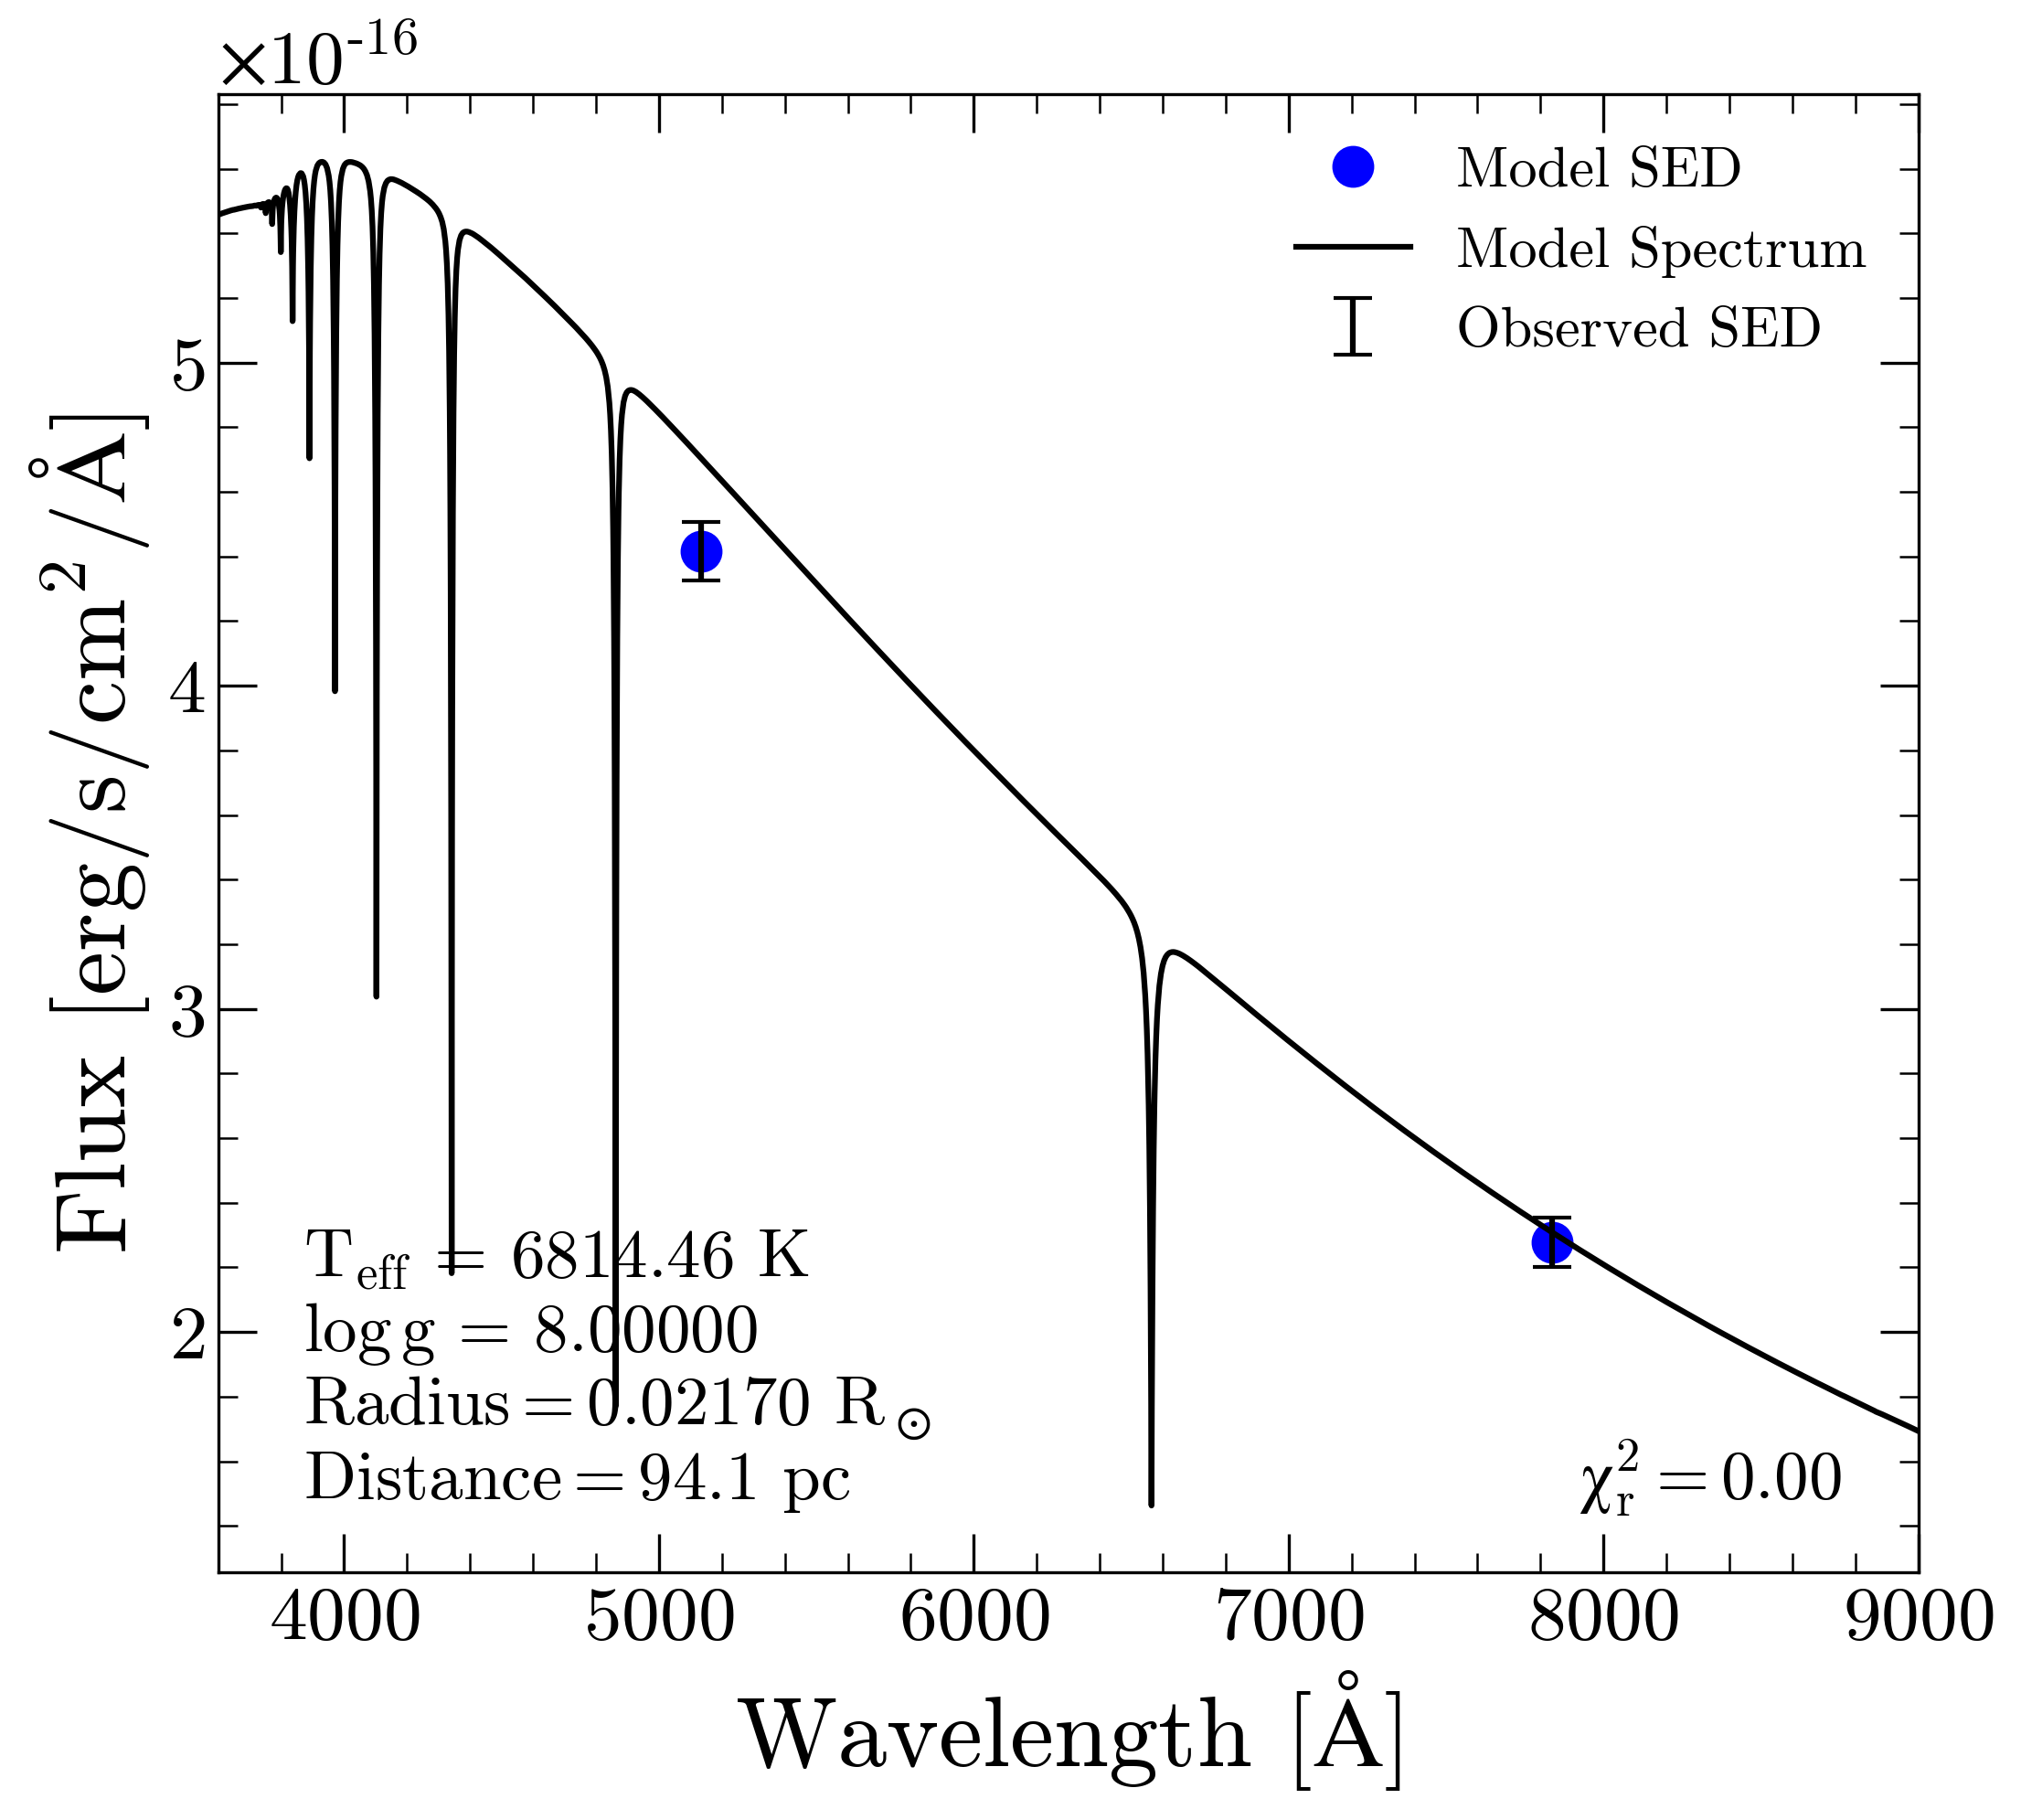 ×10-16
Model SED
Model Spectrum
Observed SED
5
4
3
2
Flux [erg/s/cm2/Å]
Teff = 6814.46 K
log g = 8.00000
Radius = 0.02170 R⊙
Distance = 94.1 pc
χ2r = 0.00
4000 5000 6000 7000 8000 9000
Wavelength [Å]